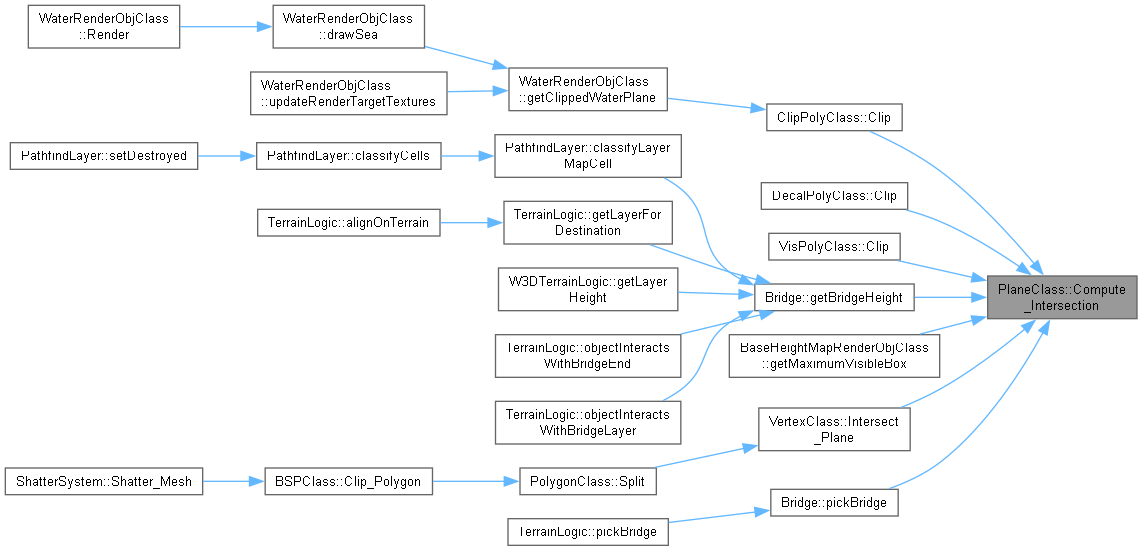 WaterRenderObjClass
::Render
WaterRenderObjClass
::drawSea
WaterRenderObjClass
::updateRenderTargetTextures
WaterRenderObjClass
::getClippedWaterPlane
ClipPolyClass::Clip
PathfindLayer::setDestroyed
PathfindLayer::classifyCells
PathfindLayer::classifyLayer
MapCell
DecalPolyClass::Clip
TerrainLogic::alignOnTerrain
TerrainLogic::getLayerFor
Destination
VisPolyClass::Clip
W3DTerrainLogic::getLayer
Height
Bridge::getBridgeHeight
PlaneClass::Compute
_Intersection
TerrainLogic::objectInteracts
WithBridgeEnd
BaseHeightMapRenderObjClass
::getMaximumVisibleBox
TerrainLogic::objectInteracts
WithBridgeLayer
VertexClass::Intersect
_Plane
ShatterSystem::Shatter_Mesh
BSPClass::Clip_Polygon
PolygonClass::Split
Bridge::pickBridge
TerrainLogic::pickBridge